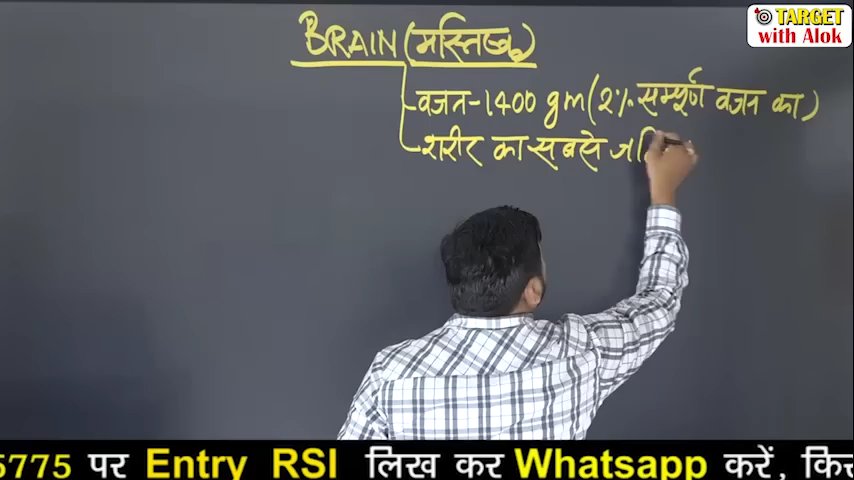 TARGET
with Alok
BRAIN (मस्तिष्क)
वजन-1400 gm (2% सम्पूर्ण वजन का)
शरीर का सबसे
5775 पर Entry RSI लिख कर Whatsapp करें,